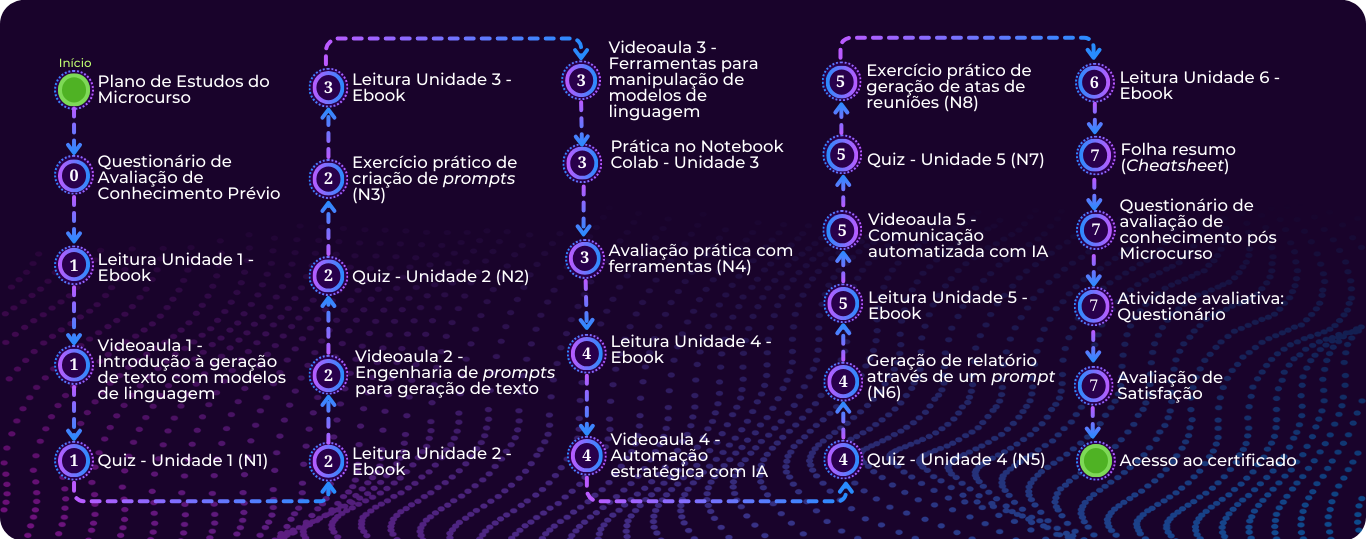 Início
Plano de Estudos do
Microcurso
0
Questionário de
Avaliação de
Conhecimento Prévio
1
Leitura Unidade 1 -
Ebook
1
Videoaula 1 -
Introdução à geração
de texto com modelos
de linguagem
1
Quiz - Unidade 1 (N1)
2
Leitura Unidade 2 -
Ebook
2
Videoaula 2 -
Engenharia de prompts
para geração de texto
2
Quiz - Unidade 2 (N2)
2
Exercício prático de
criação de prompts
(N3)
3
Leitura Unidade 3 -
Ebook
3
Videoaula 3 -
Ferramentas para
manipulação de
modelos de
linguagem
3
Prática no Notebook
Colab - Unidade 3
3
Avaliação prática com
ferramentas (N4)
4
Leitura Unidade 4 -
Ebook
4
Videoaula 4 -
Automação
estratégica com IA
4
Quiz - Unidade 4 (N5)
4
Geração de relatório
através de um prompt
(N6)
5
Leitura Unidade 5 -
Ebook
5
Videoaula 5 -
Comunicação
automatizada com IA
5
Quiz - Unidade 5 (N7)
5
Exercício prático de
geração de atas de
reuniões (N8)
6
Leitura Unidade 6 -
Ebook
7
Folha resumo
(Cheatsheet)
7
Questionário de
avaliação de
conhecimento pós
Microcurso
7
Atividade avaliativa:
Questionário
7
Avaliação de
Satisfação
Acesso ao certificado